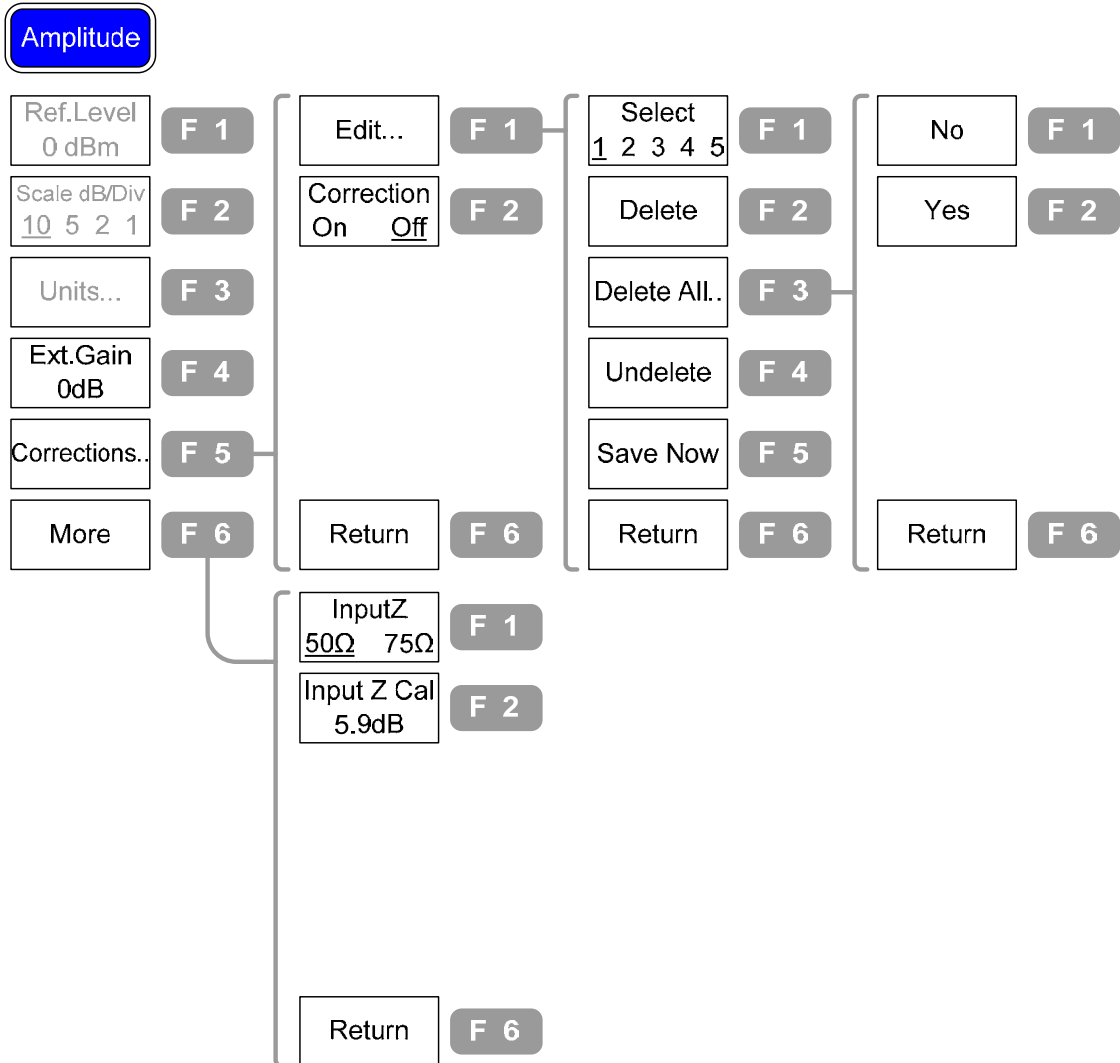 Amplitude
Ref.Level
0 dBm
F 1
Scale dB/Div
10 5 2 1
F 2
Units...
F 3
Ext.Gain
0dB
F 4
Corrections..
F 5
More
F 6
Edit...
F 1
Correction
On Off
F 2
Return
F 6
Select
1 2 3 4 5
F 1
Delete
F 2
Delete All..
F 3
Undelete
F 4
Save Now
F 5
Return
F 6
No
F 1
Yes
F 2
Return
F 6
InputZ
50Ω 75Ω
F 1
Input Z Cal
5.9dB
F 2
Return
F 6